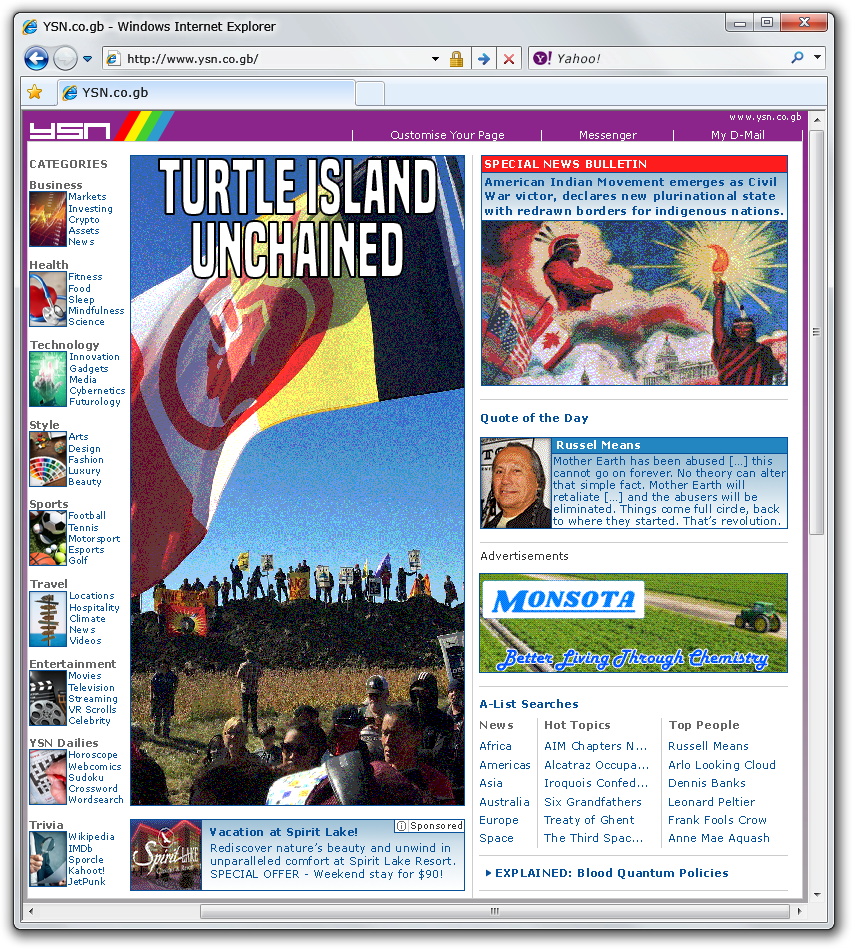 YSN.co.gb - Windows Internet Explorer
http://www.ysn.co.gb/
Y! Yahoo!
YSN.co.gb
www.ysn.co.gb
YSN
Customise Your Page
Messenger
My D-Mail
CATEGORIES
Business
Markets
Investing
Crypto
Assets
News
Health
Fitness
Food
Sleep
Mindfulness
Science
Technology
Innovation
Gadgets
Media
Cybernetics
Futurology
Style
Arts
Design
Fashion
Luxury
Beauty
Sports
Football
Tennis
Motorsport
Esports
Golf
Travel
Locations
Hospitality
Climate
News
Videos
Entertainment
Movies
Television
Streaming
VR Scrolls
Celebrity
YSN Dailies
Horoscope
Webcomics
Sudoku
Crossword
Wordsearch
Trivia
Wikipedia
IMDb
Sporcle
Kahoot!
JetPunk
TURTLE ISLAND
UNCHAINED
Spirit Lake
Sponsored
Vacation at Spirit Lake!
Rediscover nature's beauty and unwind in
unparalleled comfort at Spirit Lake Resort.
SPECIAL OFFER - Weekend stay for $90!
SPECIAL NEWS BULLETIN
American Indian Movement emerges as Civil
War victor, declares new plurinational state
with redrawn borders for indigenous nations.
Quote of the Day
Russel Means
Mother Earth has been abused [...] this
cannot go on forever. No theory can alter
that simple fact. Mother Earth will
retaliate [...] and the abusers will be
eliminated. Things come full circle, back
to where they started. That's revolution.
Advertisements
MONSOTA
Better Living Through Chemistry
A-List Searches
News
Africa
Americas
Asia
Australia
Europe
Space
Hot Topics
AIM Chapters N...
Alcatraz Occupa...
Iroquois Confed...
Six Grandfathers
Treaty of Ghent
The Third Spac...
Top People
Russell Means
Arlo Looking Cloud
Dennis Banks
Leonard Peltier
Frank Fools Crow
Anne Mae Aquash
EXPLAINED: Blood Quantum Policies